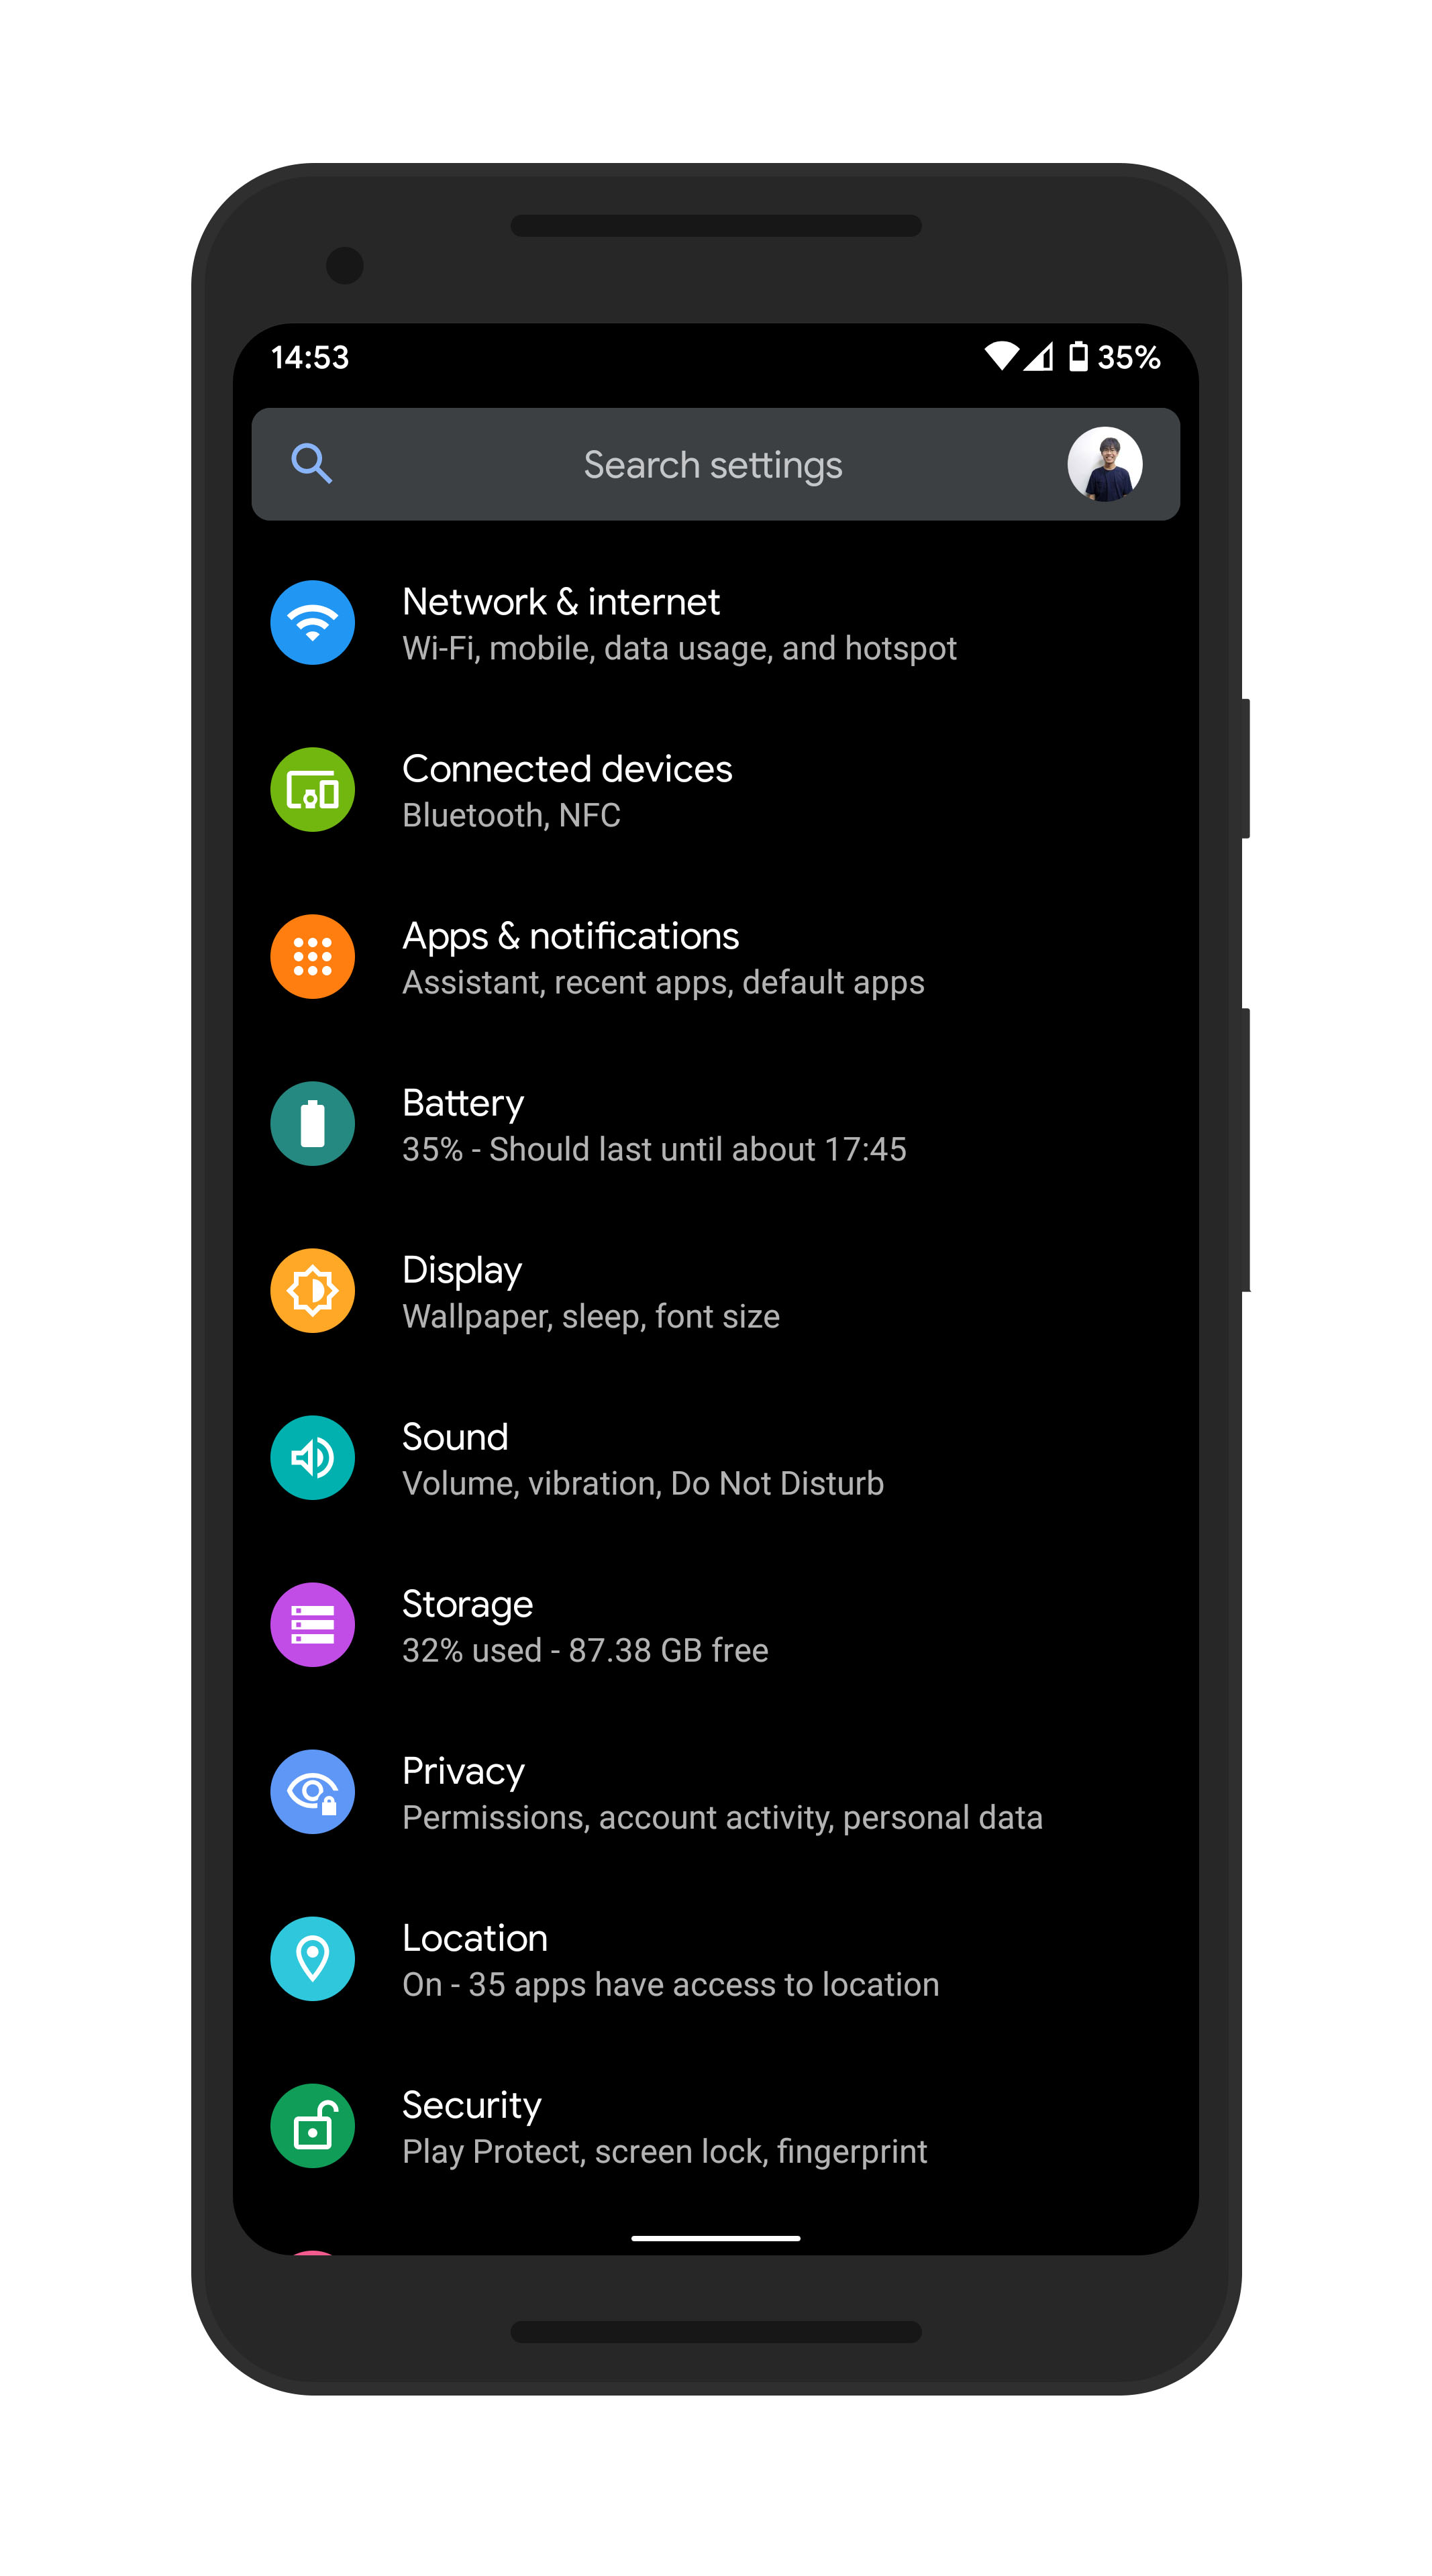 14:53 35%
Search settings
Network & internet
Wi-Fi, mobile, data usage, and hotspot
Connected devices
Bluetooth, NFC
Apps & notifications
Assistant, recent apps, default apps
Battery
35% - Should last until about 17:45
Display
Wallpaper, sleep, font size
Sound
Volume, vibration, Do Not Disturb
Storage
32% used - 87.38 GB free
Privacy
Permissions, account activity, personal data
Location
On - 35 apps have access to location
Security
Play Protect, screen lock, fingerprint